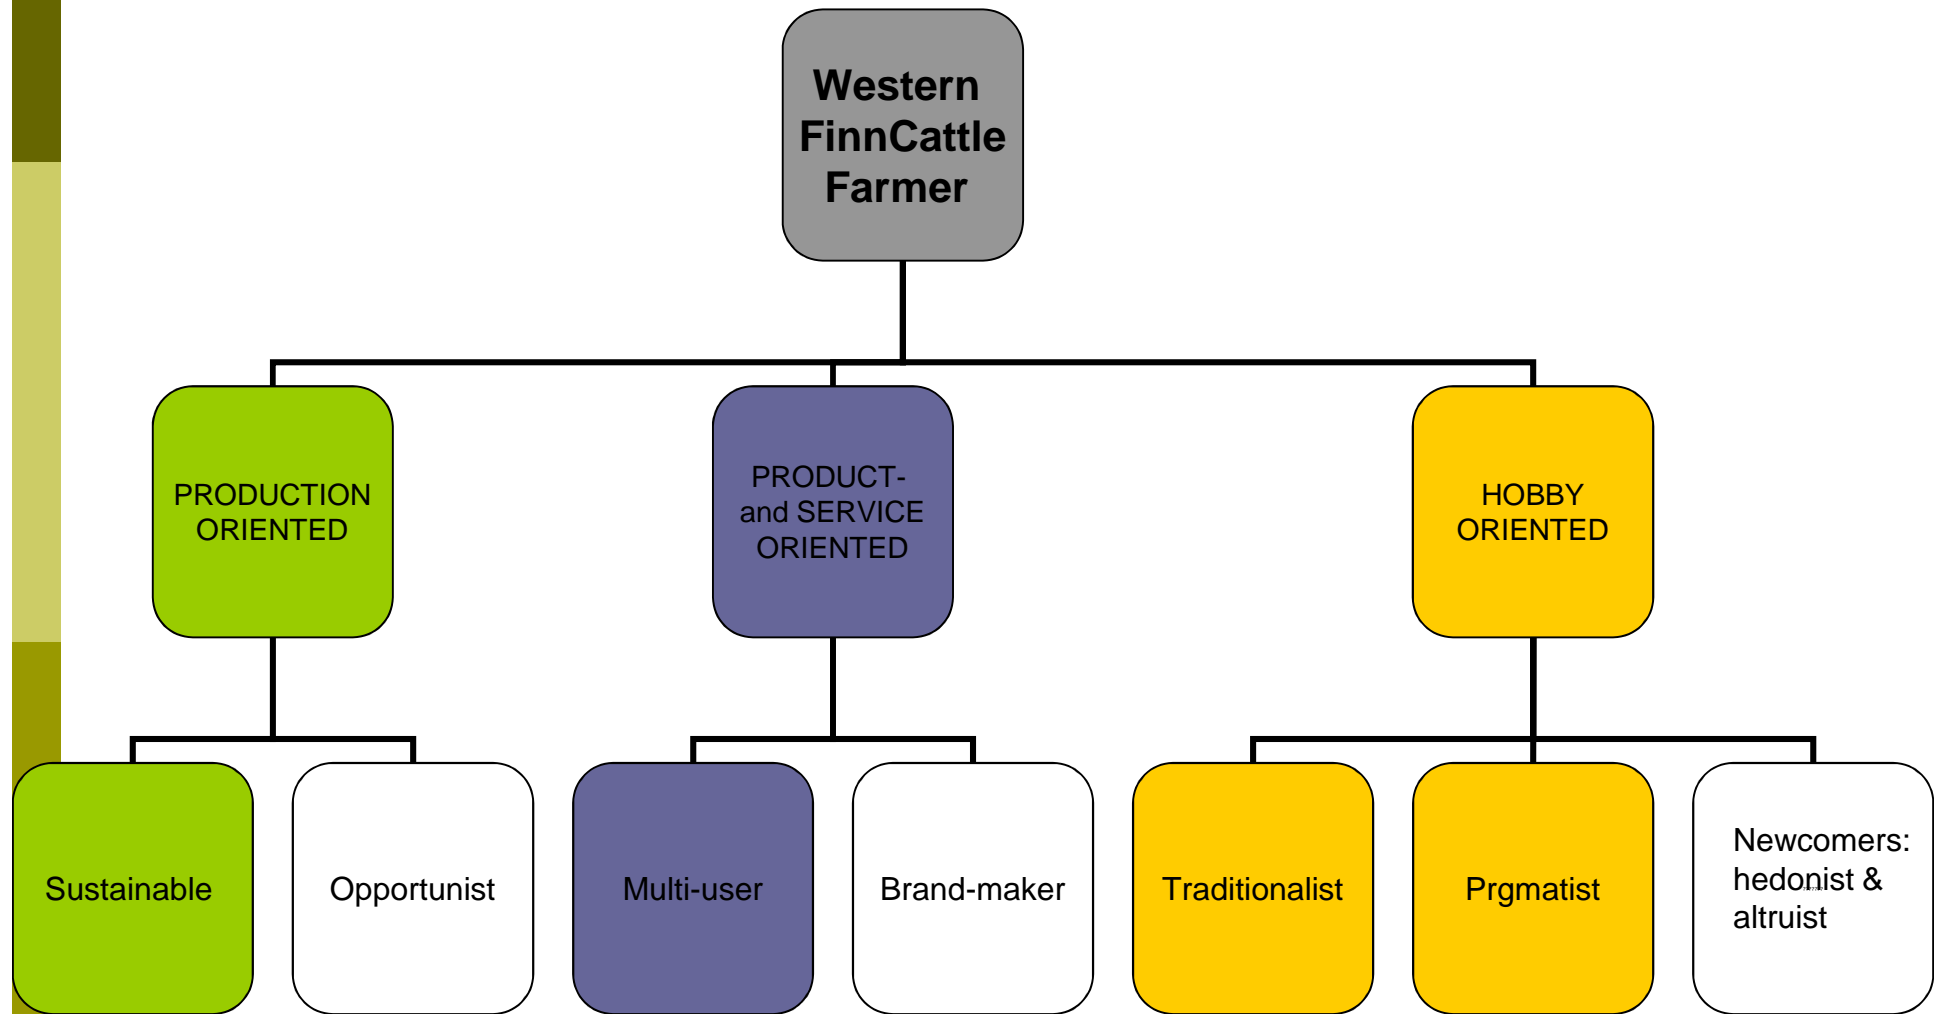 Western
FinnCattle
Farmer
PRODUCTION
ORIENTED
PRODUCT-
and SERVICE
ORIENTED
HOBBY
ORIENTED
Sustainable
Opportunist
Multi-user
Brand-maker
Traditionalist
Prgmatist
Newcomers:
hedonist &
altruist